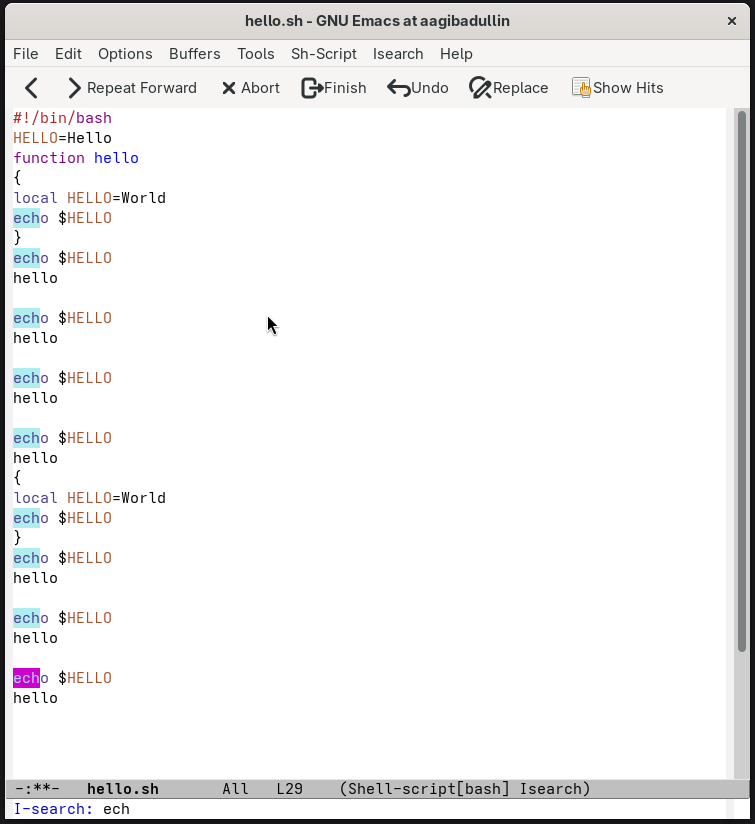 hello.sh - GNU Emacs at aagibadullin
File Edit Options Buffers Tools Sh-Script Isearch Help
Repeat Forward Abort Finish Undo Replace Show Hits
#!/bin/bash
HELLO=Hello
function hello
{
local HELLO=World
echo $HELLO
}
echo $HELLO
hello
echo $HELLO
hello
echo $HELLO
hello
echo $HELLO
hello
{
local HELLO=World
echo $HELLO
}
echo $HELLO
hello
echo $HELLO
hello
echo $HELLO
hello
-:**- hello.sh All L29 (Shell-script[bash] Isearch)
I-search: ech